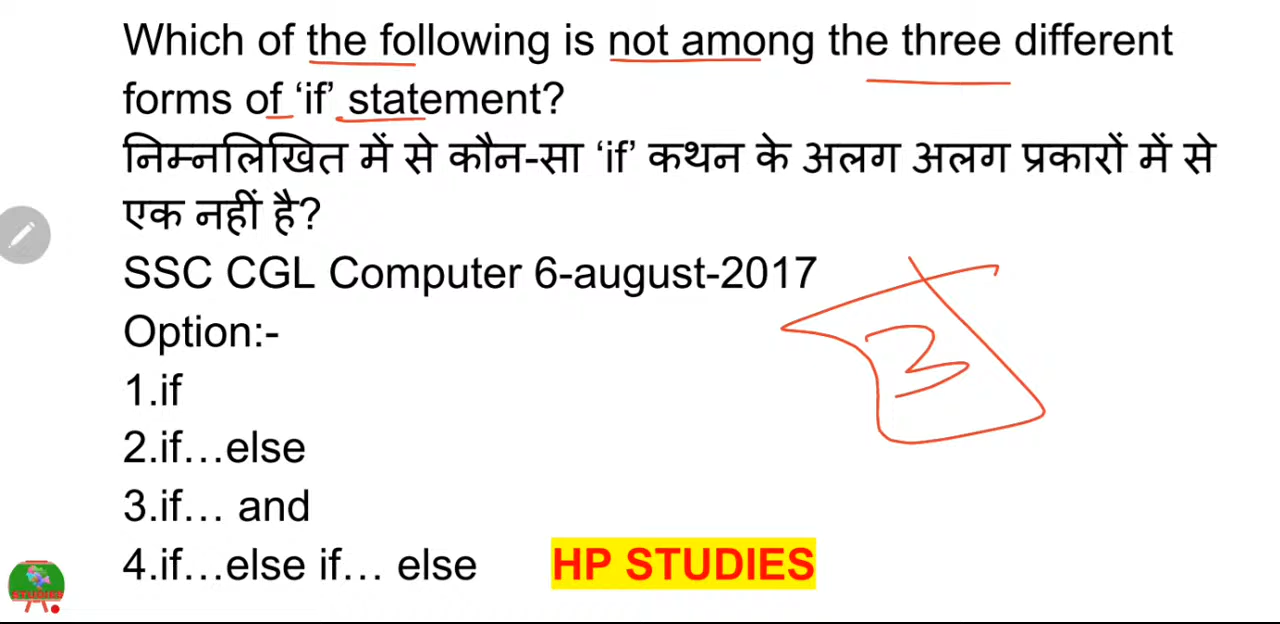 Which of the following is not among the three different
forms of ‘if’ statement?
निम्नलिखित में से कौन-सा ‘if’ कथन के अलग अलग प्रकारों में से
एक नहीं है?
SSC CGL Computer 6-august-2017
Option:-
3
1.if
2.if…else
3.if… and
4.if…else if… else
HP STUDIES
STUDIES